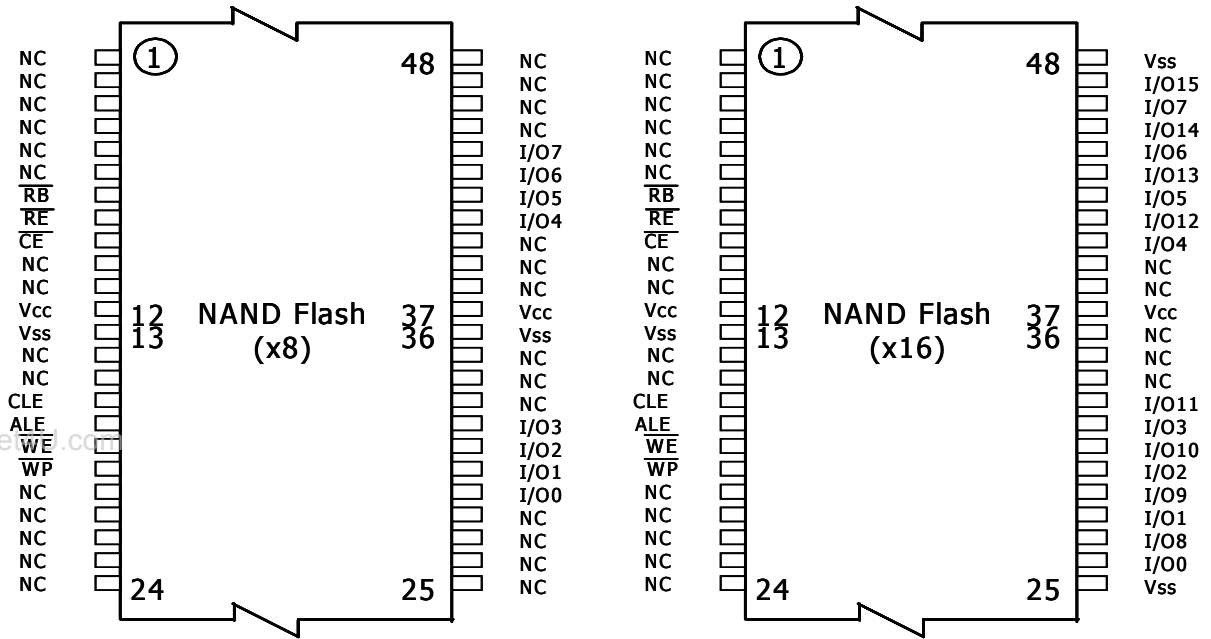 1 48
NC NC NC Vss
NC NC NC I/O15
NC NC NC I/O7
NC NC NC I/O14
NC I/O7 NC I/O6
NC I/O6 NC I/O13
RB I/O5 RB I/O5
RE I/O4 RE I/O12
CE NC CE I/O4
NC NC NC NC
NC NC NC NC
Vcc 12 NAND Flash 37 Vcc Vcc 12 NAND Flash 37 Vcc
Vss 13 (x8) 36 Vss Vss 13 (x16) 36 NC
NC NC NC NC
NC NC NC NC
CLE NC CLE I/O11
ALE I/O3 ALE I/O3
WE I/O2 WE I/O10
WP I/O1 WP I/O2
NC I/O0 NC I/O9
NC NC NC I/O1
NC NC NC I/O8
NC NC NC I/O0
NC 24 25 NC NC 24 25 Vss
1 48